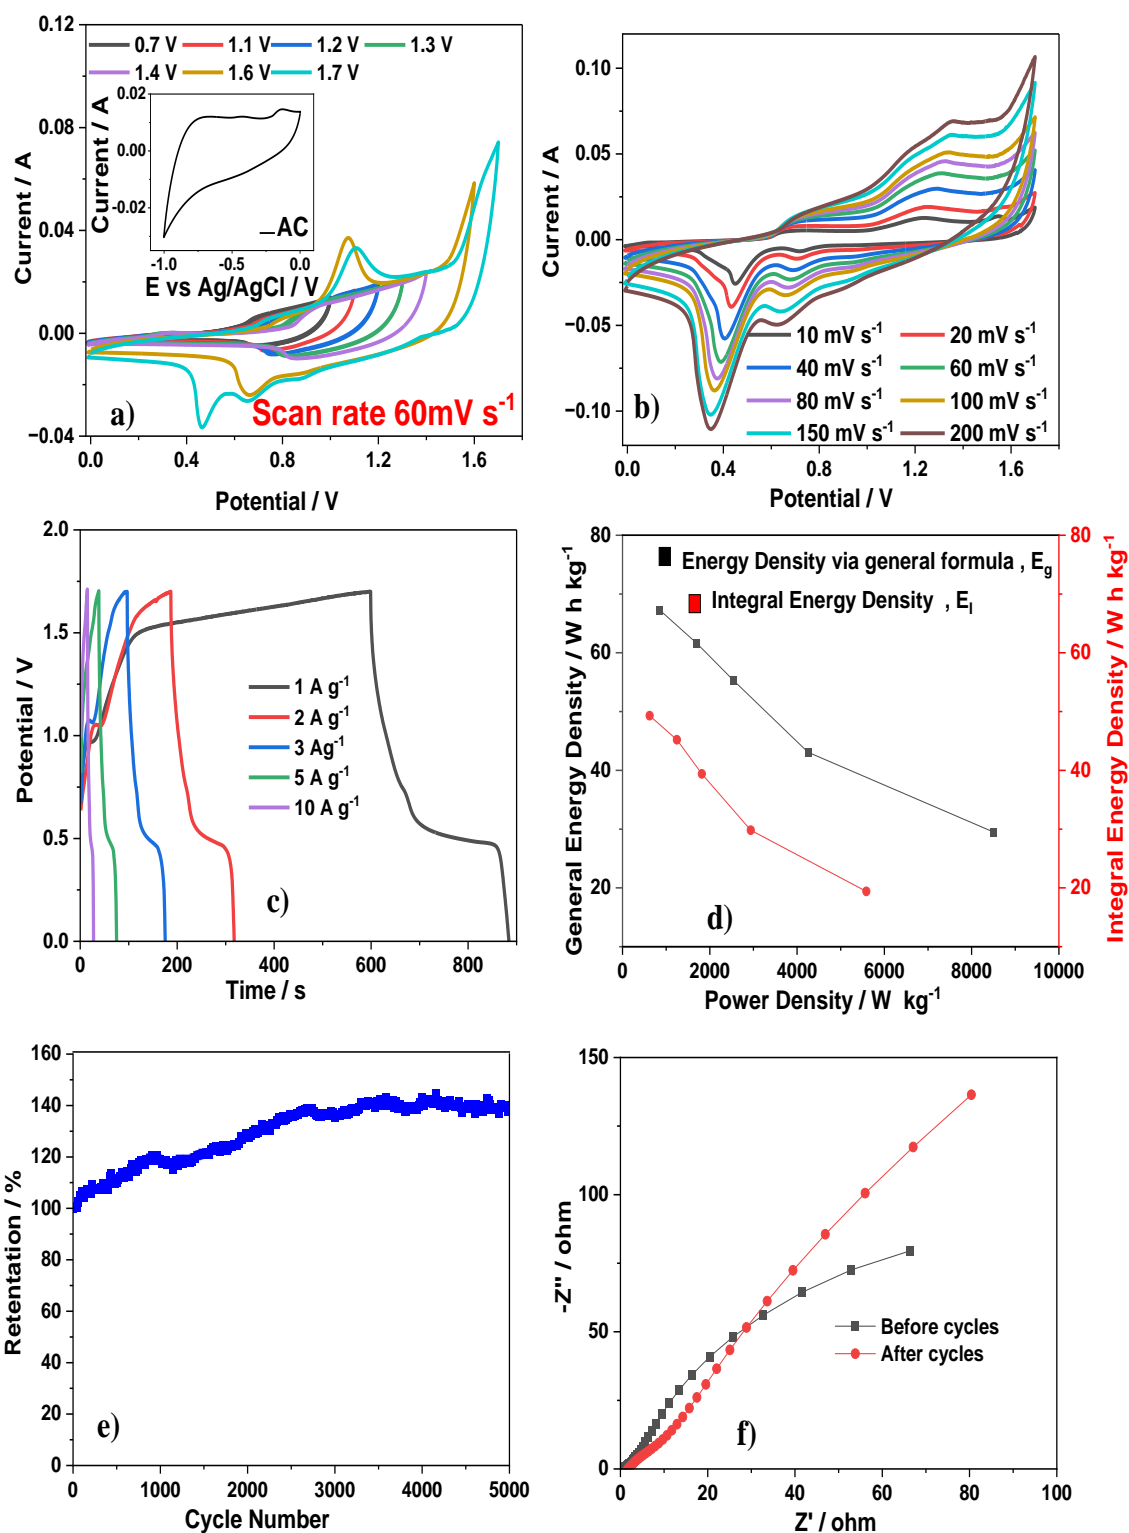 0.12
0.08
0.04
0.00
−0.04
Current / A
0.7 V 1.1 V 1.2 V 1.3 V
1.4 V 1.6 V 1.7 V
0.02
0.00
-0.02
Current / A
AC
-1.0 -0.5 0.0
E vs Ag/AgCl / V
a)
Scan rate 60mV s-1
0.0 0.4 0.8 1.2 1.6
Potential / V
0.10
0.05
0.00
−0.05
−0.10
Current / A
10 mV s-1 20 mV s-1
40 mV s-1 60 mV s-1
80 mV s-1 100 mV s-1
150 mV s-1 200 mV s-1
b)
0.0 0.4 0.8 1.2 1.6
Potential / V
2.0
1.5
1.0
0.5
0.0
Potential / V
1 A g-1
2 A g-1
3 Ag-1
5 A g-1
10 A g-1
c)
0 200 400 600 800
Time / s
80
60
40
20
General Energy Density / W h kg-1
Energy Density via general formula , Eg
Integral Energy Density , EI
d)
80
60
40
20
Integral Energy Density / W h kg-1
0 2000 4000 6000 8000 10000
Power Density / W kg-1
160
140
120
100
80
60
40
20
0
Retentation / %
e)
0 1000 2000 3000 4000 5000
Cycle Number
150
100
50
0
-Z'' / ohm
Before cycles
After cycles
f)
0 20 40 60 80 100
Z' / ohm